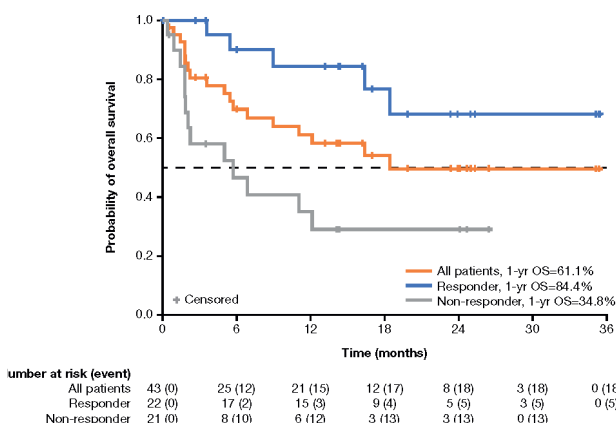 Probability of overall survival
1.0
0.8
0.6
0.4
0.2
0.0
Censored
All patients, 1-yr OS=61.1%
Responder, 1-yr OS=84.4%
Non-responder, 1-yr OS=34.8%
0 6 12 18 24 30 36
Time (months)
umber at risk (event)
All patients 43 (0) 25 (12) 21 (15) 12 (17) 8 (18) 3 (18) 0 (18
Responder 22 (0) 17 (2) 15 (3) 9 (4) 5 (5) 3 (5) 0 (5
Non-responder 21 (0) 8 (10) 6 (12) 3 (13) 3 (13) 0 (13)